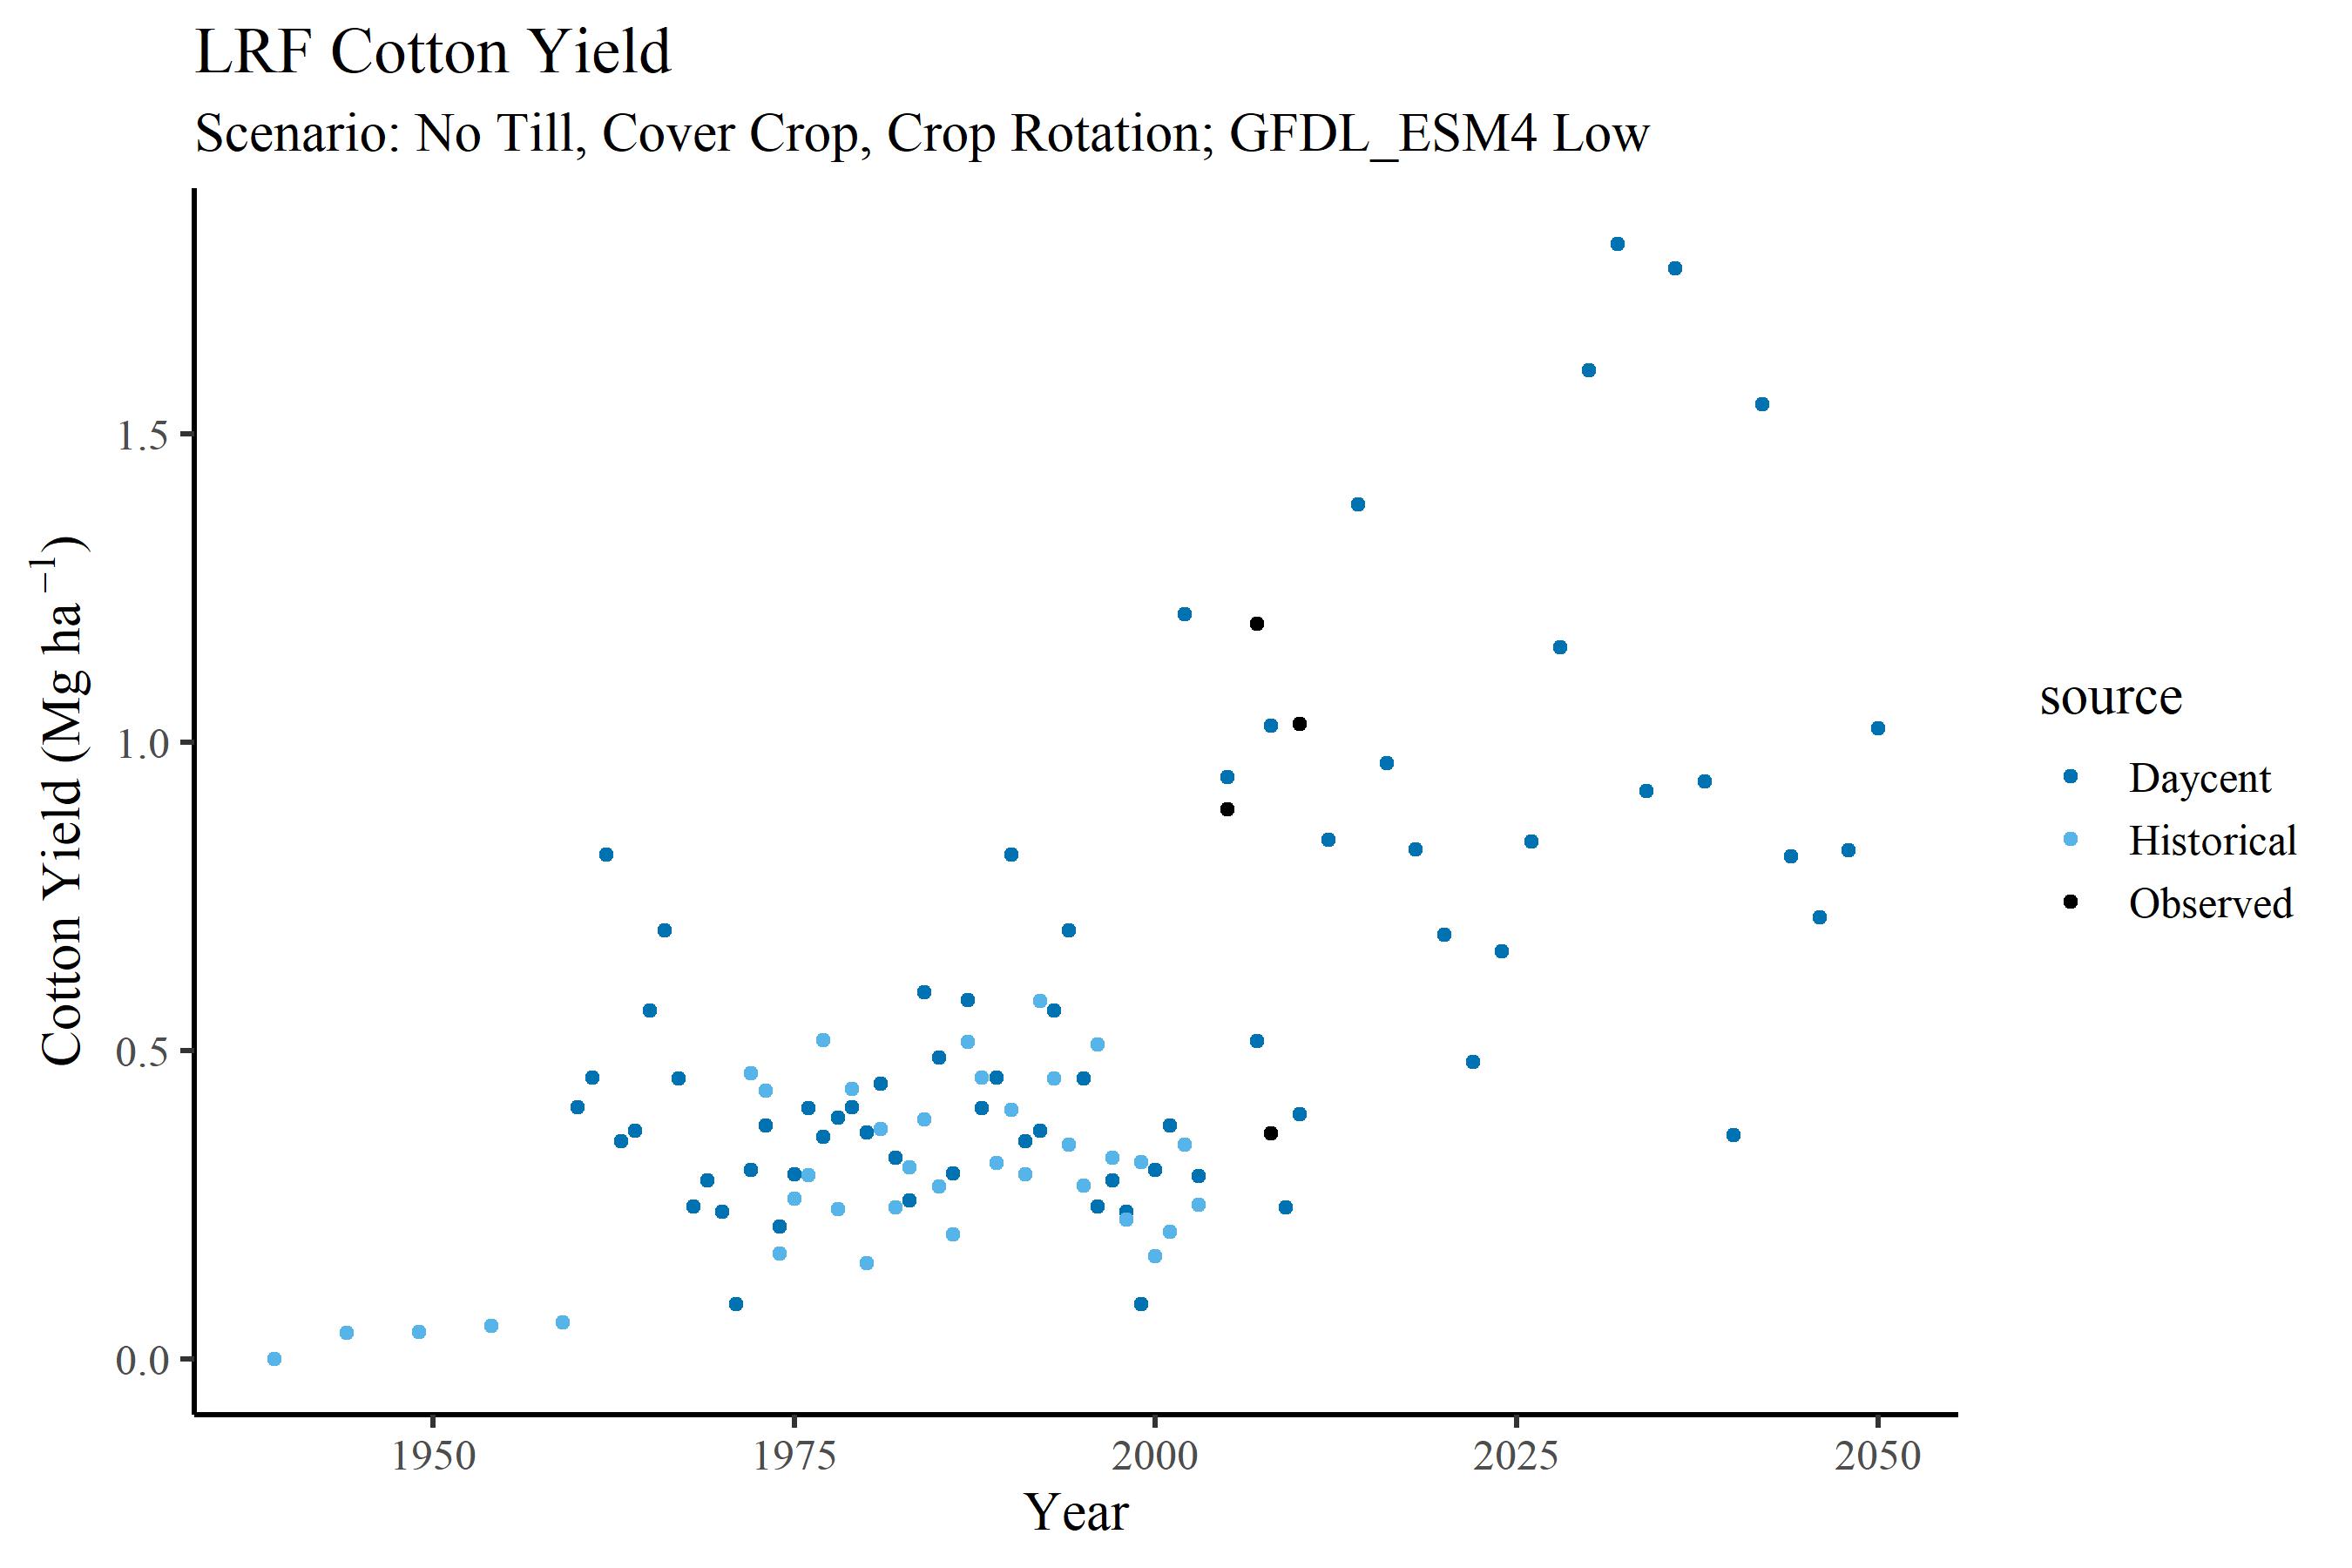 LRF Cotton Yield
Scenario: No Till, Cover Crop, Crop Rotation; GFDL_ESM4 Low
Cotton Yield (Mg ha⁻¹)
1.5
1.0
0.5
0.0
1950 1975 2000 2025 2050
Year
source
Daycent
Historical
Observed